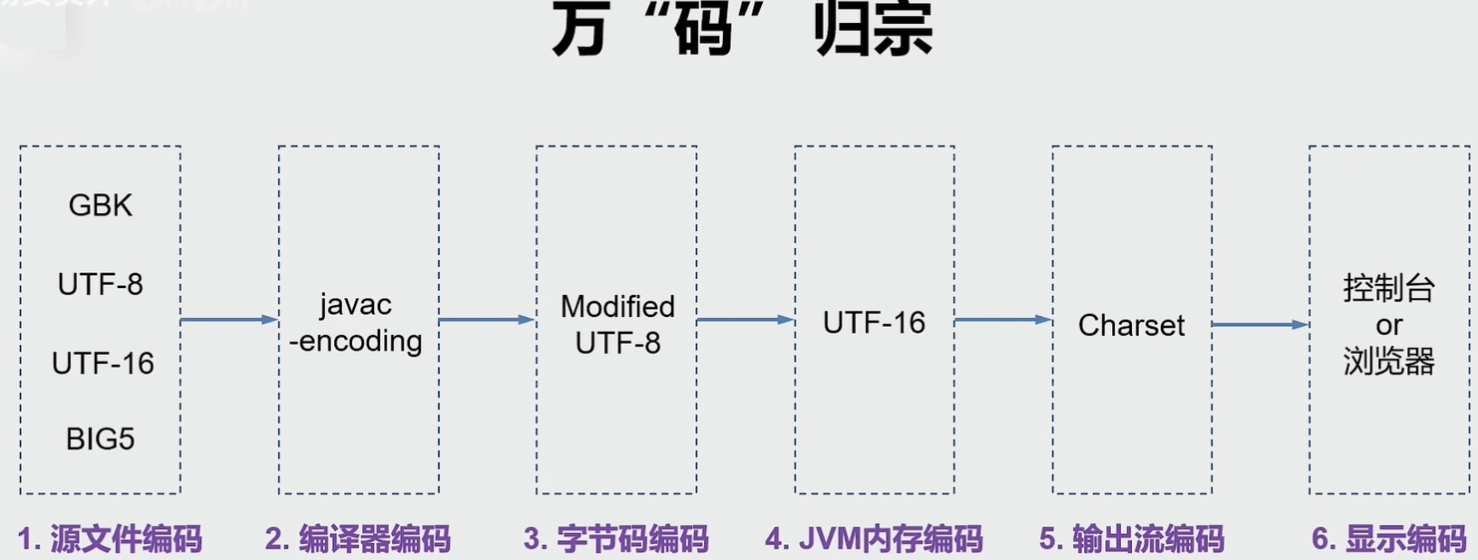 万“码”归宗
GBK
UTF-8
UTF-16
BIG5
javac
-encoding
Modified
UTF-8
UTF-16
Charset
控制台
or
浏览器
1. 源文件编码
2. 编译器编码
3. 字节码编码
4. JVM内存编码
5. 输出流编码
6. 显示编码